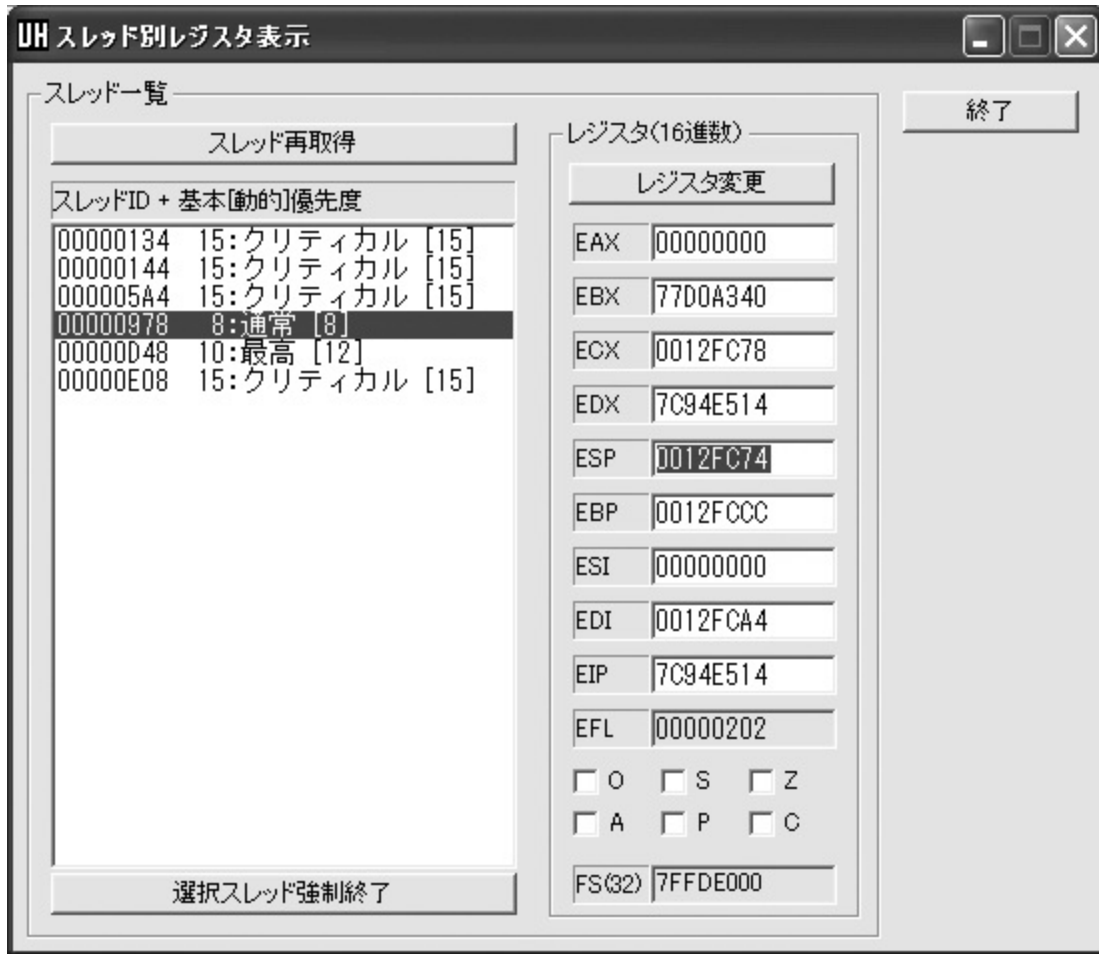 UH スレッド別レジスタ表示
スレッド一覧
終了
スレッド再取得
スレッドID + 基本[動的]優先度
00000134 15:クリティカル [15]
00000144 15:クリティカル [15]
000005A4 15:クリティカル [15]
00000978 8:通常 [8]
00000D48 10:最高 [12]
00000E08 15:クリティカル [15]
選択スレッド強制終了
レジスタ(16進数)
レジスタ変更
EAX 00000000
EBX 77D0A340
ECX 0012FC78
EDX 7C94E514
ESP 0012FC74
EBP 0012FCCC
ESI 00000000
EDI 0012FCA4
EIP 7C94E514
EFL 00000202
O S Z
A P C
FS(32) 7FFDE000